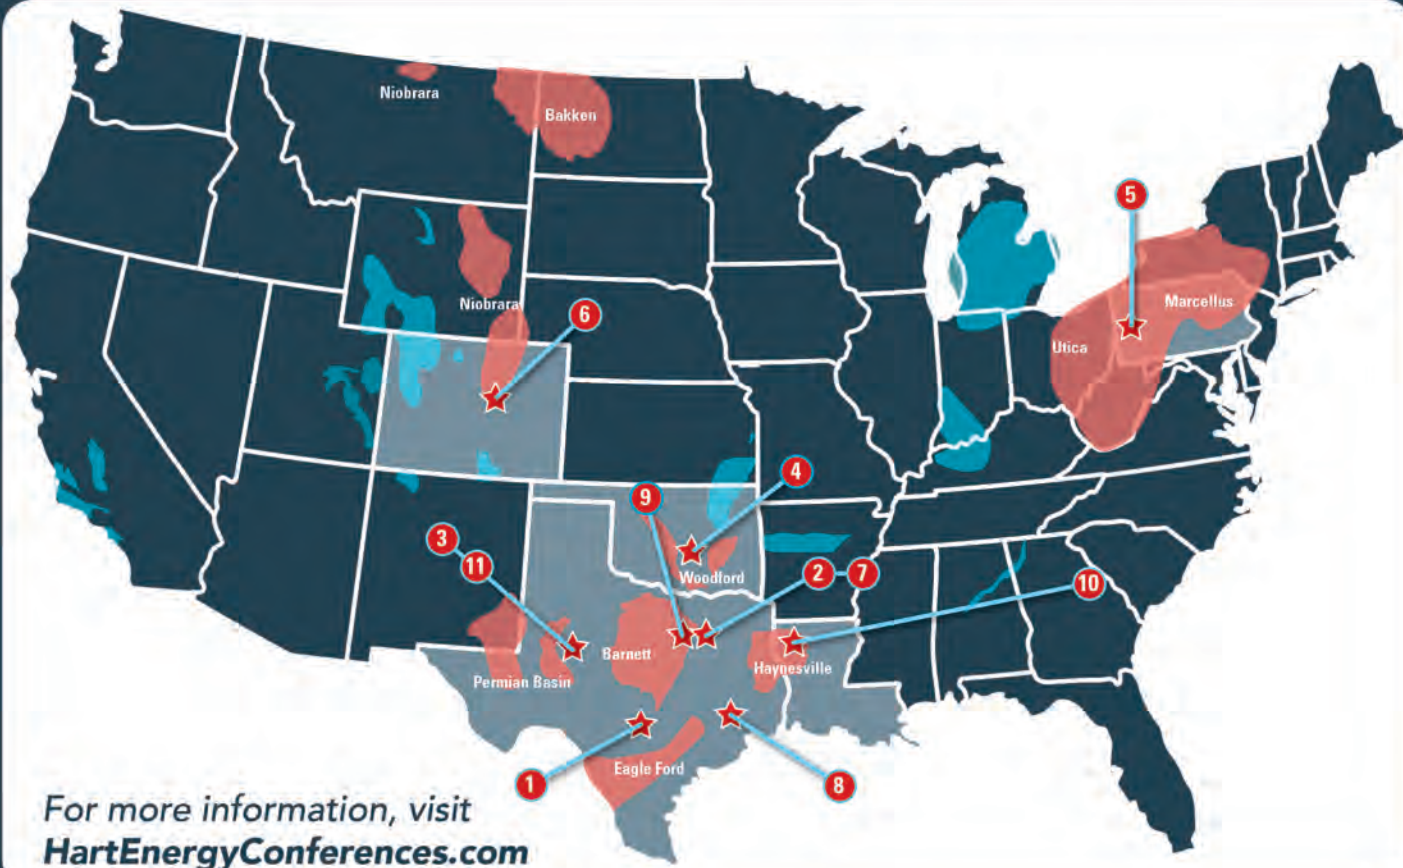 Niobrara
Bakken
5
Marcellus
Niobrara
6
Utica
4
9
3
11
Woodford
2
7
10
Barnett
Haynesville
Permian Basin
Eagle Ford
1
8
For more information, visit
HartEnergyConferences.com